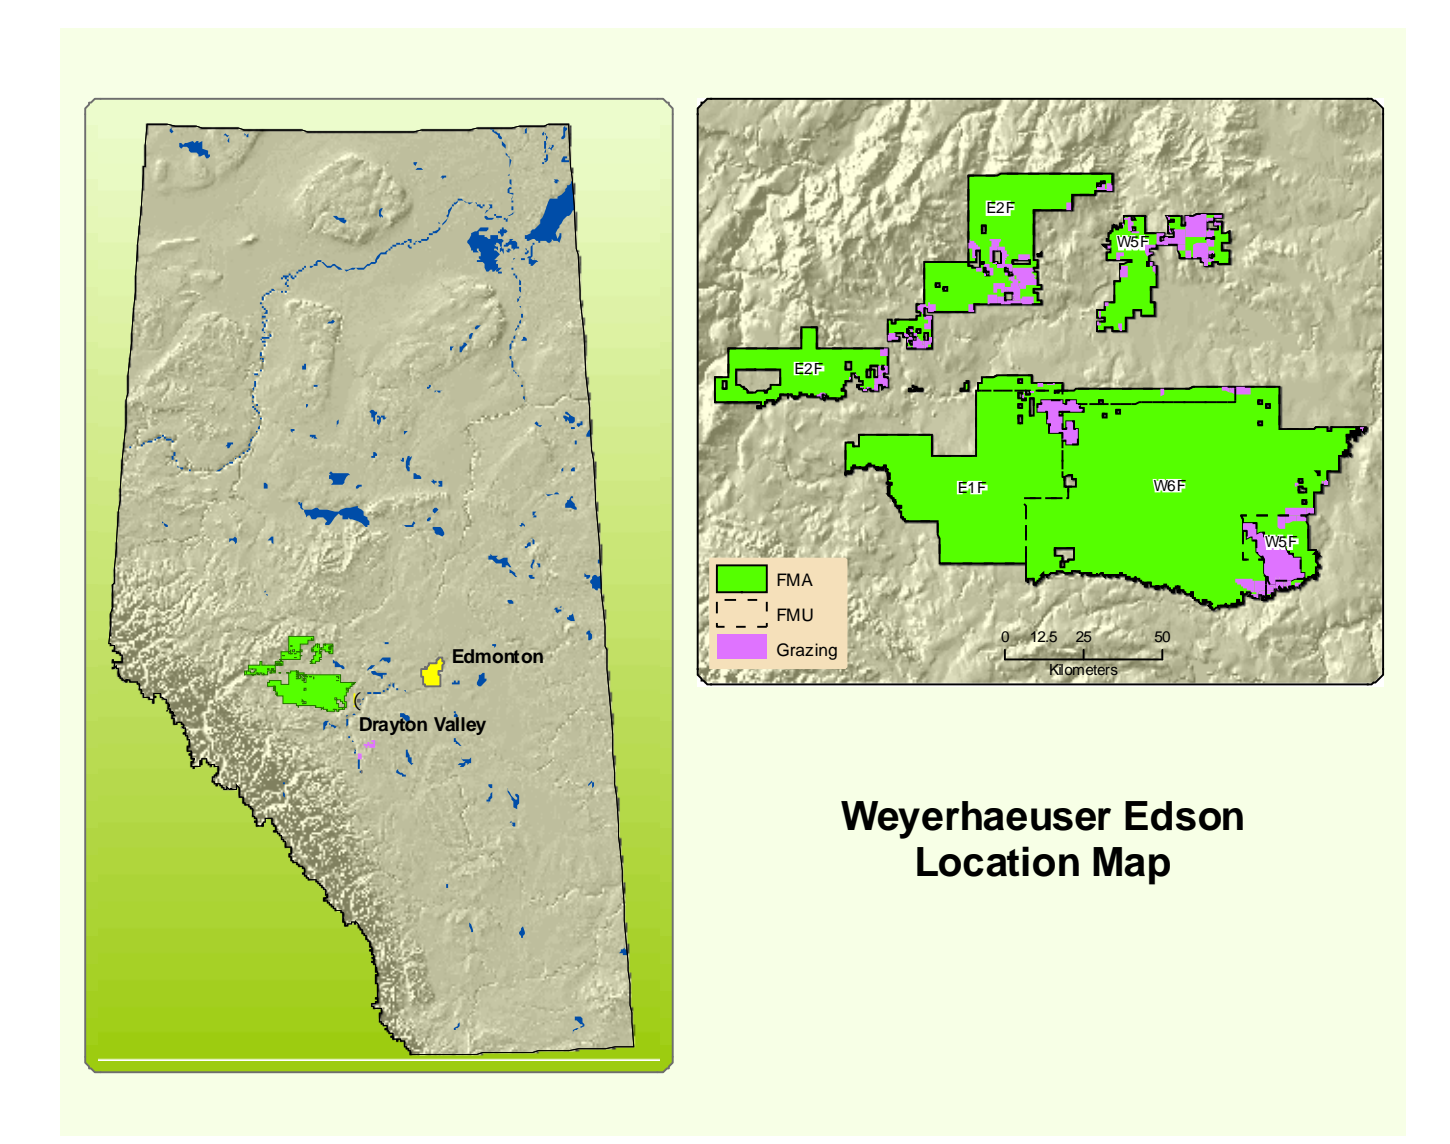 Edmonton
Drayton Valley
E2F
W5F
E2F
E1F
W6F
W5F
FMA
FMU
Grazing
0 12.5 25 50
Kilometers
Weyerhaeuser Edson
Location Map